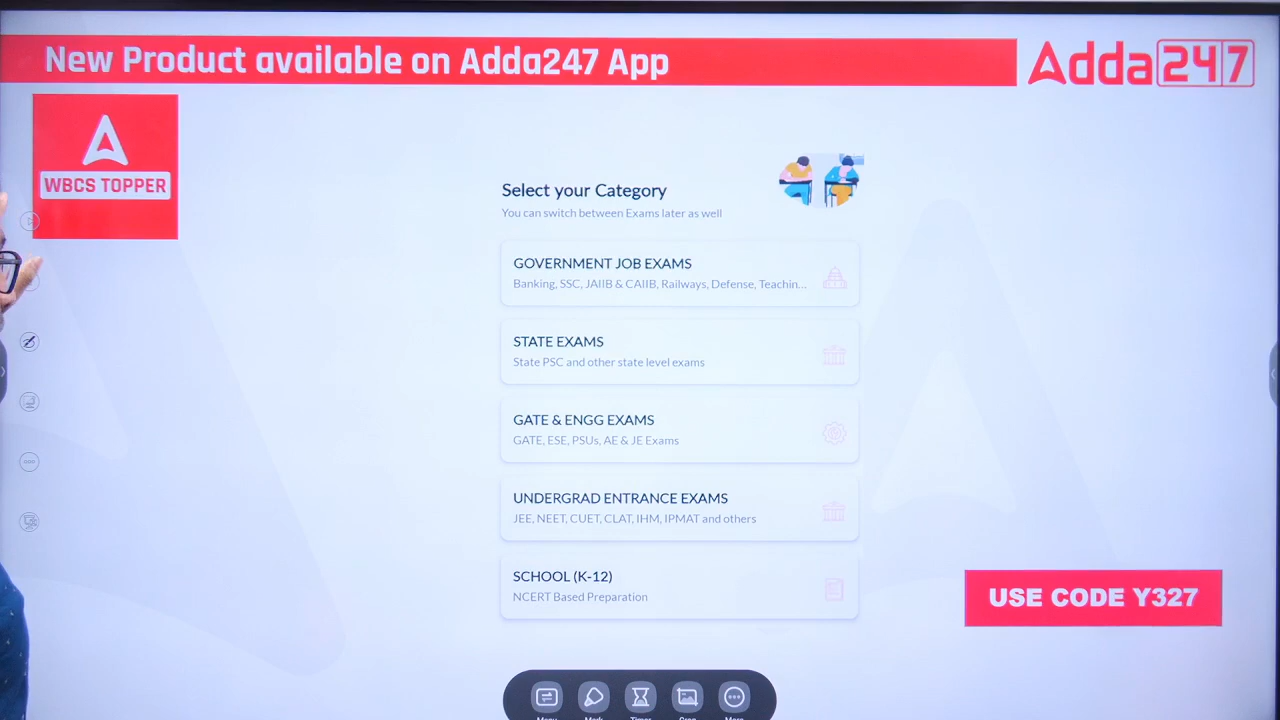 New Product available on Adda247 App
Adda247
WBCS TOPPER
Select your Category
You can switch between Exams later as well
GOVERNMENT JOB EXAMS
Banking, SSC, JAIIB & CAIIB, Railways, Defense, Teachin...
STATE EXAMS
State PSC and other state level exams
GATE & ENGG EXAMS
GATE, ESE, PSUs, AE & JE Exams
UNDERGRAD ENTRANCE EXAMS
JEE, NEET, CUET, CLAT, IHM, IPMAT and others
SCHOOL (K-12)
NCERT Based Preparation
USE CODE Y327